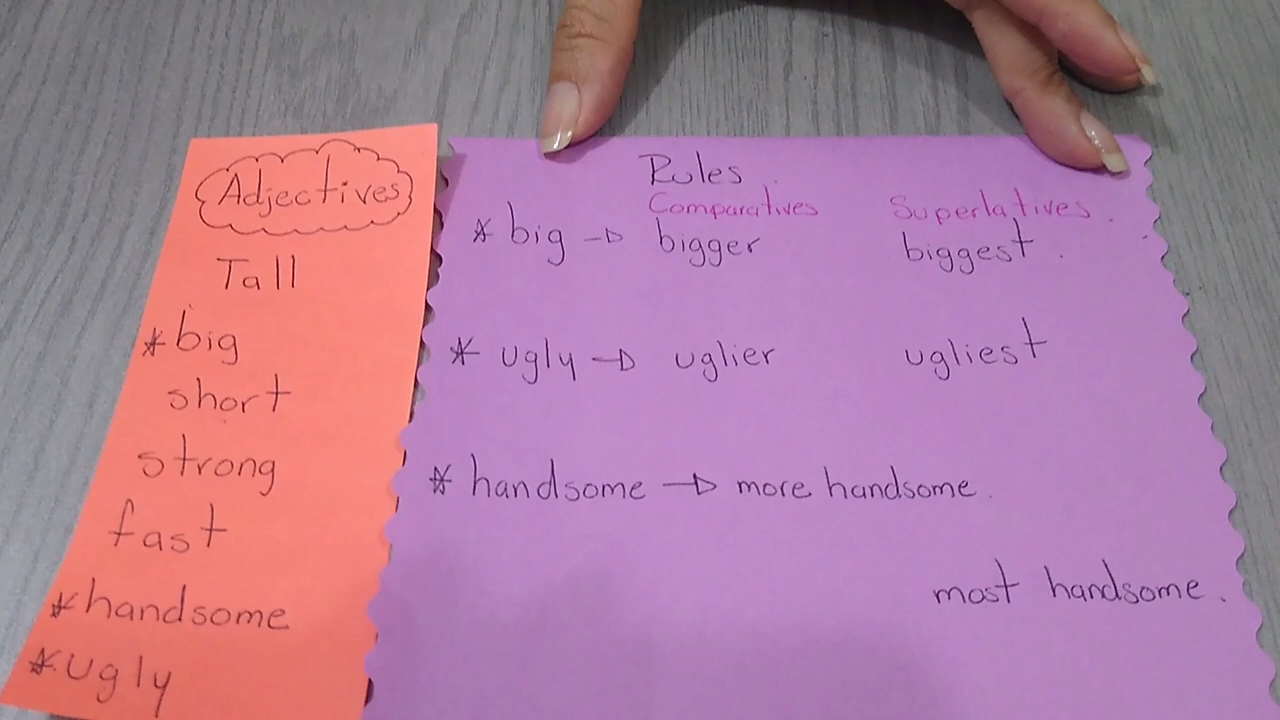 Adjectives
Tall
*big
short
strong
fast
*handsome
*ugly
Rules.
Comparatives Superlatives.
* big → bigger biggest.
* ugly → uglier ugliest
* handsome → more handsome.
most handsome.